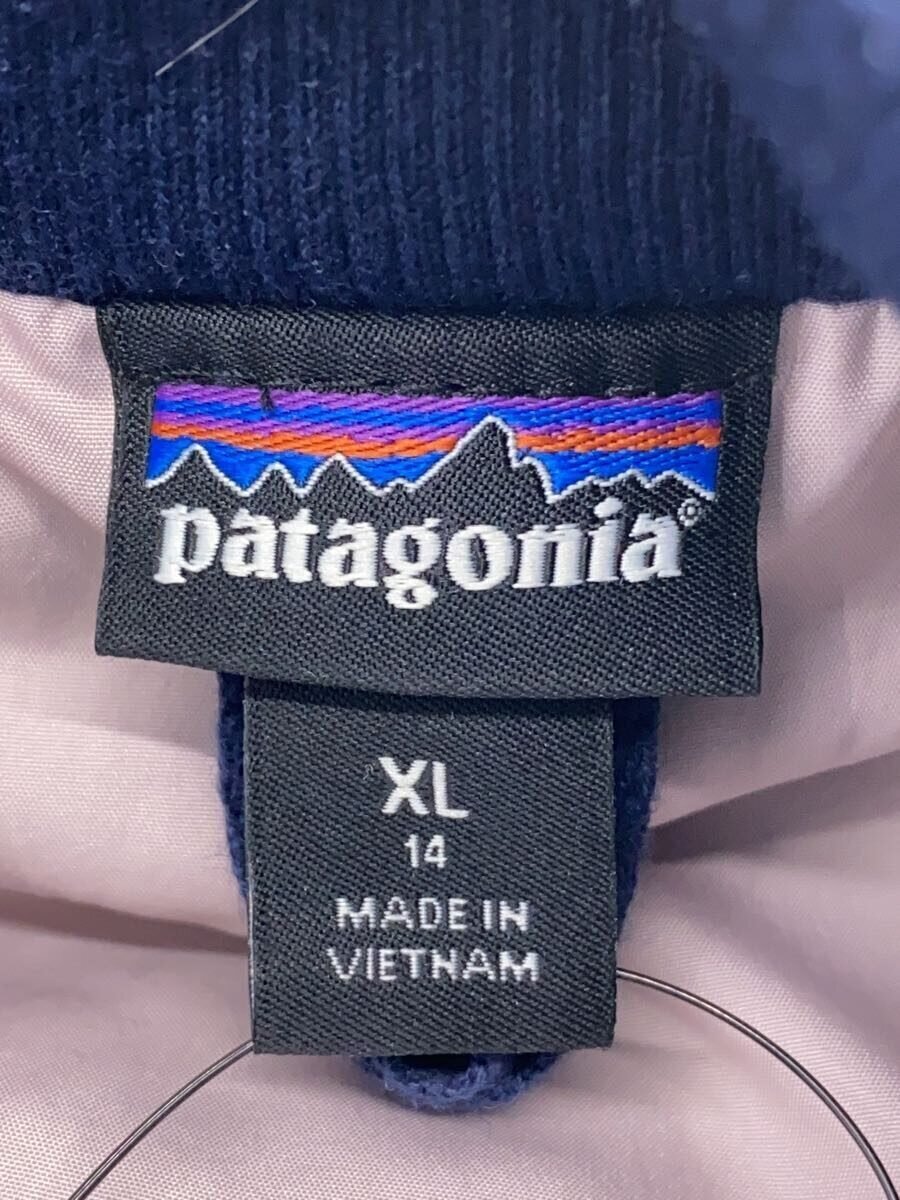 patagonia®
XL
14
MADE IN
VIETNAM